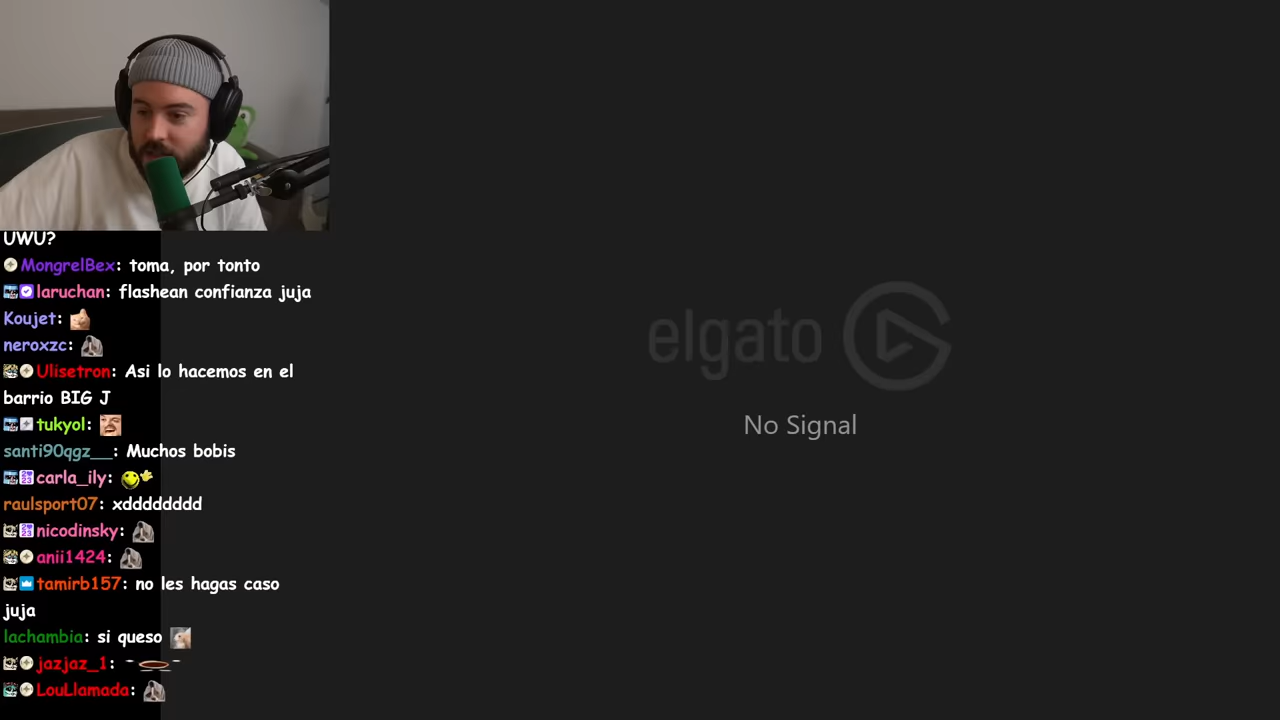 UWU?
MongrelBex: toma, por tonto
laruchan: flashean confianza juja
Koujet:
neroxzc:
Ulisetron: Asi lo hacemos en el
barrio BIG J
tukyol:
santi90qgz__: Muchos bobis
carla_ily:
raulsport07: xdddddddd
nicodinsky:
anii1424:
tamirb157: no les hagas caso
juja
lachambia: si queso
jazjaz_1:
LouLlamada:
elgato
No Signal